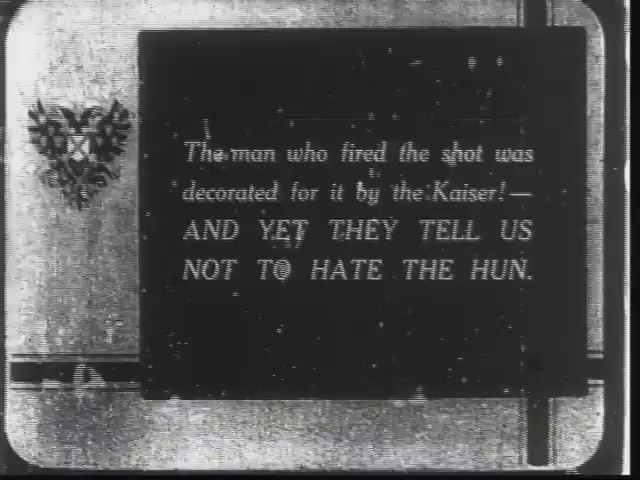 The man who fired the shot was
decorated for it by the Kaiser!—
AND YET THEY TELL US
NOT TO HATE THE HUN.